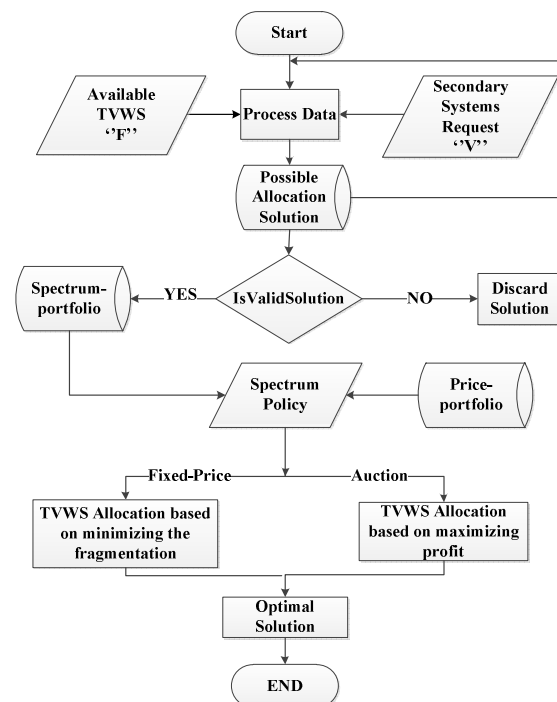 Start
Available
TVWS
‘‘F’’
Process Data
Secondary
Systems
Request
‘‘V’’
Possible
Allocation
Solution
Spectrum-
portfolio
YES
IsValidSolution
NO
Discard
Solution
Spectrum
Policy
Price-
portfolio
Fixed-Price
Auction
TVWS Allocation based
on minimizing the
fragmentation
TVWS Allocation
based on maximizing
profit
Optimal
Solution
END